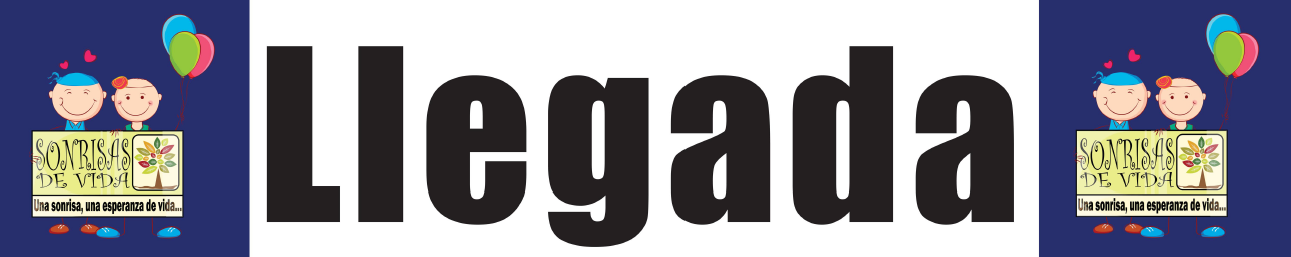 SONRISAS
DE VIDA
Una sonrisa, una esperanza de vida...
Llegada
SONRISAS
DE VIDA
Una sonrisa, una esperanza de vida...